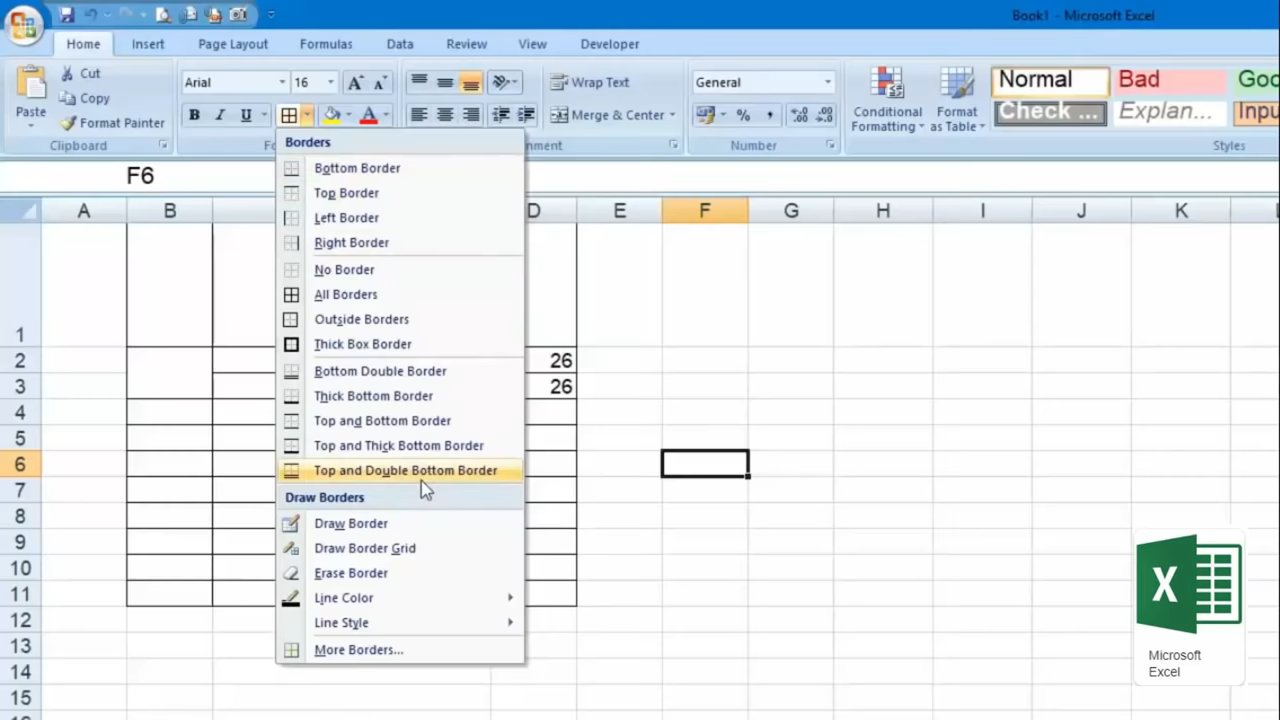 Book1 - Microsoft Excel
Home Insert Page Layout Formulas Data Review View Developer
Paste
Cut
Copy
Format Painter
Clipboard
Arial 16
B I U A
Wrap Text
Merge & Center
General
%
Number
Conditional Formatting
Format as Table
Normal Bad
Check ... Explan...
Styles
F6
A B D E F G H I J K
1
2 26
3 26
4
5
6
7
8
9
10
11
12
13
14
15
Borders
Bottom Border
Top Border
Left Border
Right Border
No Border
All Borders
Outside Borders
Thick Box Border
Bottom Double Border
Thick Bottom Border
Top and Bottom Border
Top and Thick Bottom Border
Top and Double Bottom Border
Draw Borders
Draw Border
Draw Border Grid
Erase Border
Line Color
Line Style
More Borders...
X
Microsoft
Excel